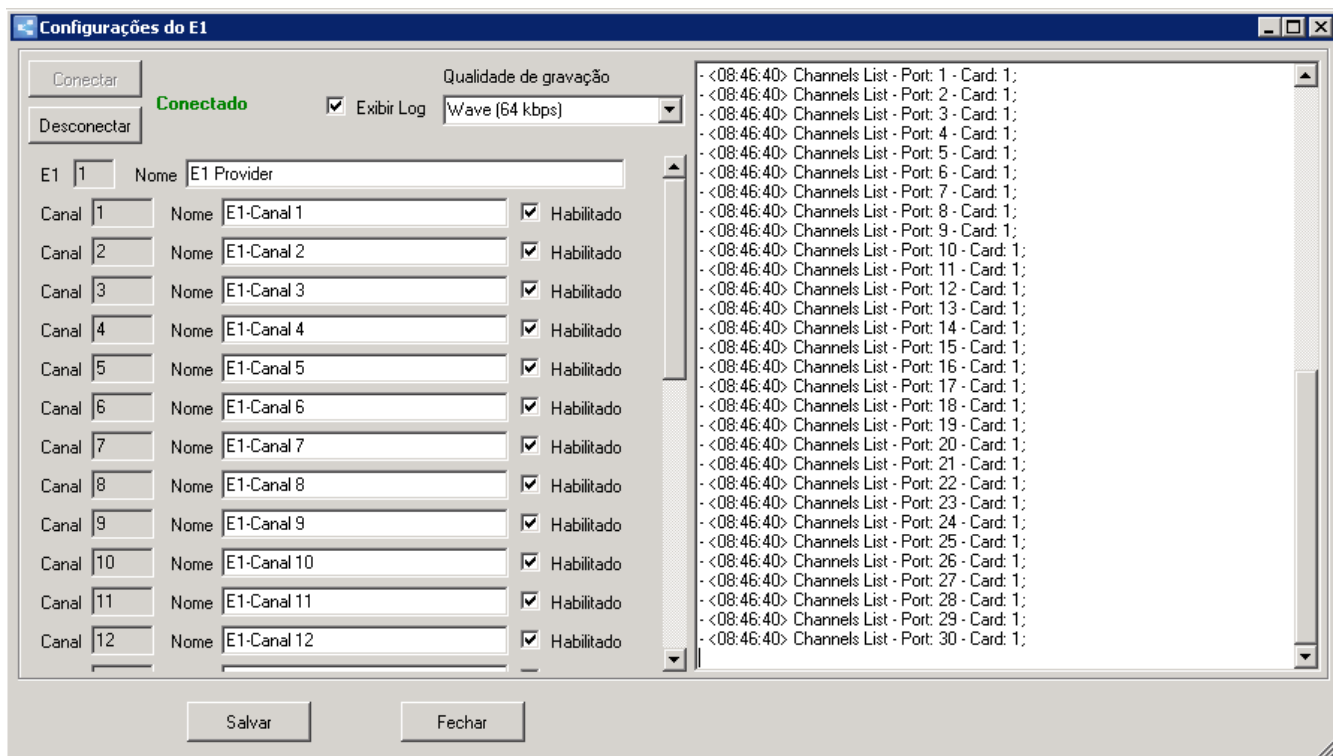 Configurações do E1
Conectar
Conectado
Desconectar
Exibir Log
Qualidade de gravação
Wave (64 kbps)
E1 1 Nome E1 Provider
Canal 1 Nome E1-Canal 1 Habilitado
Canal 2 Nome E1-Canal 2 Habilitado
Canal 3 Nome E1-Canal 3 Habilitado
Canal 4 Nome E1-Canal 4 Habilitado
Canal 5 Nome E1-Canal 5 Habilitado
Canal 6 Nome E1-Canal 6 Habilitado
Canal 7 Nome E1-Canal 7 Habilitado
Canal 8 Nome E1-Canal 8 Habilitado
Canal 9 Nome E1-Canal 9 Habilitado
Canal 10 Nome E1-Canal 10 Habilitado
Canal 11 Nome E1-Canal 11 Habilitado
Canal 12 Nome E1-Canal 12 Habilitado
- <08:46:40> Channels List - Port: 1 - Card: 1;
- <08:46:40> Channels List - Port: 2 - Card: 1;
- <08:46:40> Channels List - Port: 3 - Card: 1;
- <08:46:40> Channels List - Port: 4 - Card: 1;
- <08:46:40> Channels List - Port: 5 - Card: 1;
- <08:46:40> Channels List - Port: 6 - Card: 1;
- <08:46:40> Channels List - Port: 7 - Card: 1;
- <08:46:40> Channels List - Port: 8 - Card: 1;
- <08:46:40> Channels List - Port: 9 - Card: 1;
- <08:46:40> Channels List - Port: 10 - Card: 1;
- <08:46:40> Channels List - Port: 11 - Card: 1;
- <08:46:40> Channels List - Port: 12 - Card: 1;
- <08:46:40> Channels List - Port: 13 - Card: 1;
- <08:46:40> Channels List - Port: 14 - Card: 1;
- <08:46:40> Channels List - Port: 15 - Card: 1;
- <08:46:40> Channels List - Port: 16 - Card: 1;
- <08:46:40> Channels List - Port: 17 - Card: 1;
- <08:46:40> Channels List - Port: 18 - Card: 1;
- <08:46:40> Channels List - Port: 19 - Card: 1;
- <08:46:40> Channels List - Port: 20 - Card: 1;
- <08:46:40> Channels List - Port: 21 - Card: 1;
- <08:46:40> Channels List - Port: 22 - Card: 1;
- <08:46:40> Channels List - Port: 23 - Card: 1;
- <08:46:40> Channels List - Port: 24 - Card: 1;
- <08:46:40> Channels List - Port: 25 - Card: 1;
- <08:46:40> Channels List - Port: 26 - Card: 1;
- <08:46:40> Channels List - Port: 27 - Card: 1;
- <08:46:40> Channels List - Port: 28 - Card: 1;
- <08:46:40> Channels List - Port: 29 - Card: 1;
- <08:46:40> Channels List - Port: 30 - Card: 1;
Salvar
Fechar